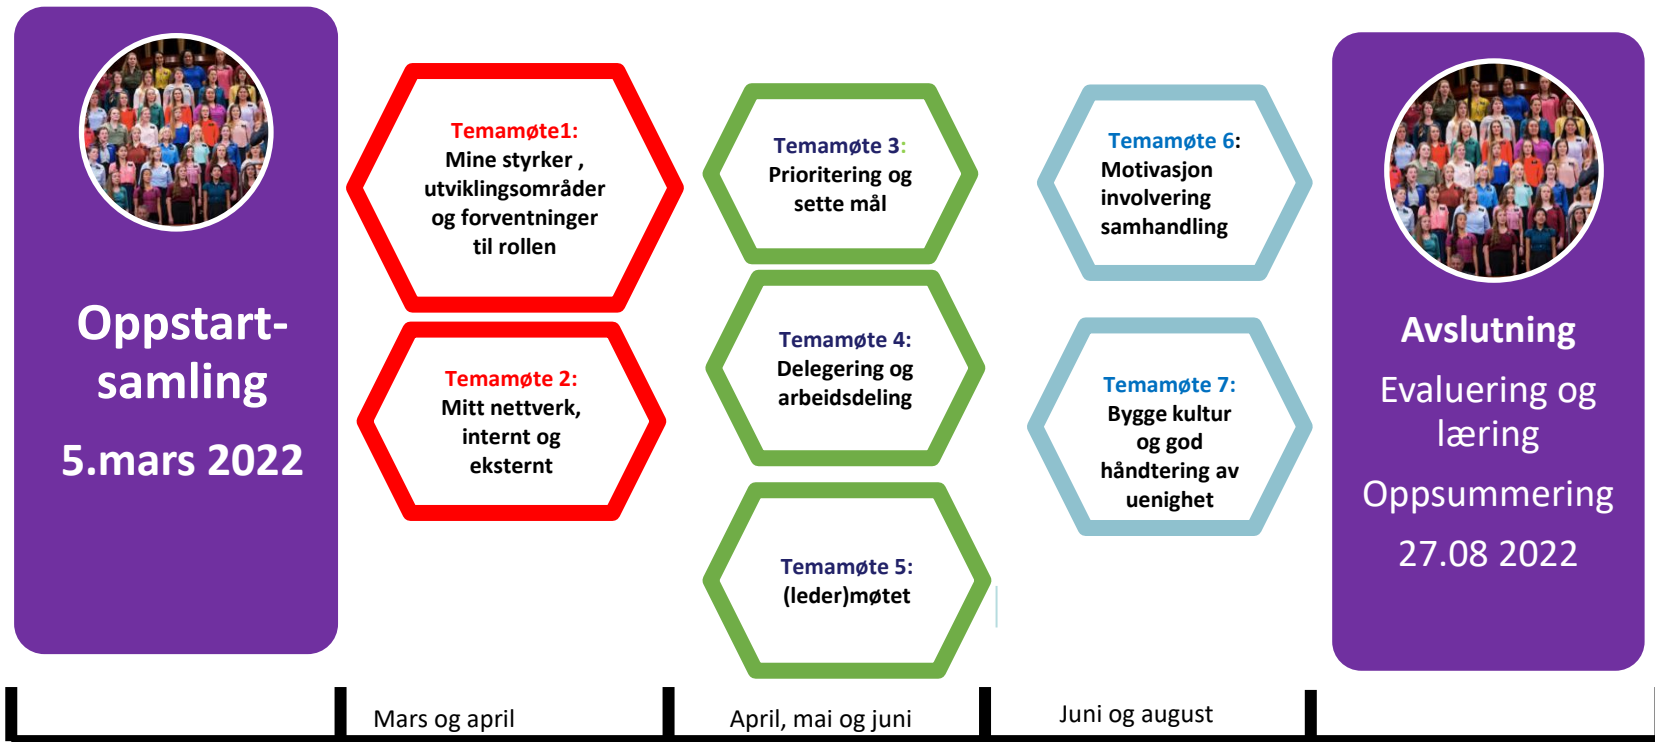 Oppstart-
samling
5.mars 2022
Temamøte1:
Mine styrker ,
utviklingsområder
og forventninger
til rollen
Temamøte 2:
Mitt nettverk,
internt og
eksternt
Temamøte 3:
Prioritering og
sette mål
Temamøte 4:
Delegering og
arbeidsdeling
Temamøte 5:
(leder)møtet
Temamøte 6:
Motivasjon
involvering
samhandling
Temamøte 7:
Bygge kultur
og god
håndtering av
uenighet
Avslutning
Evaluering og
læring
Oppsummering
27.08 2022
Mars og april
April, mai og juni
Juni og august